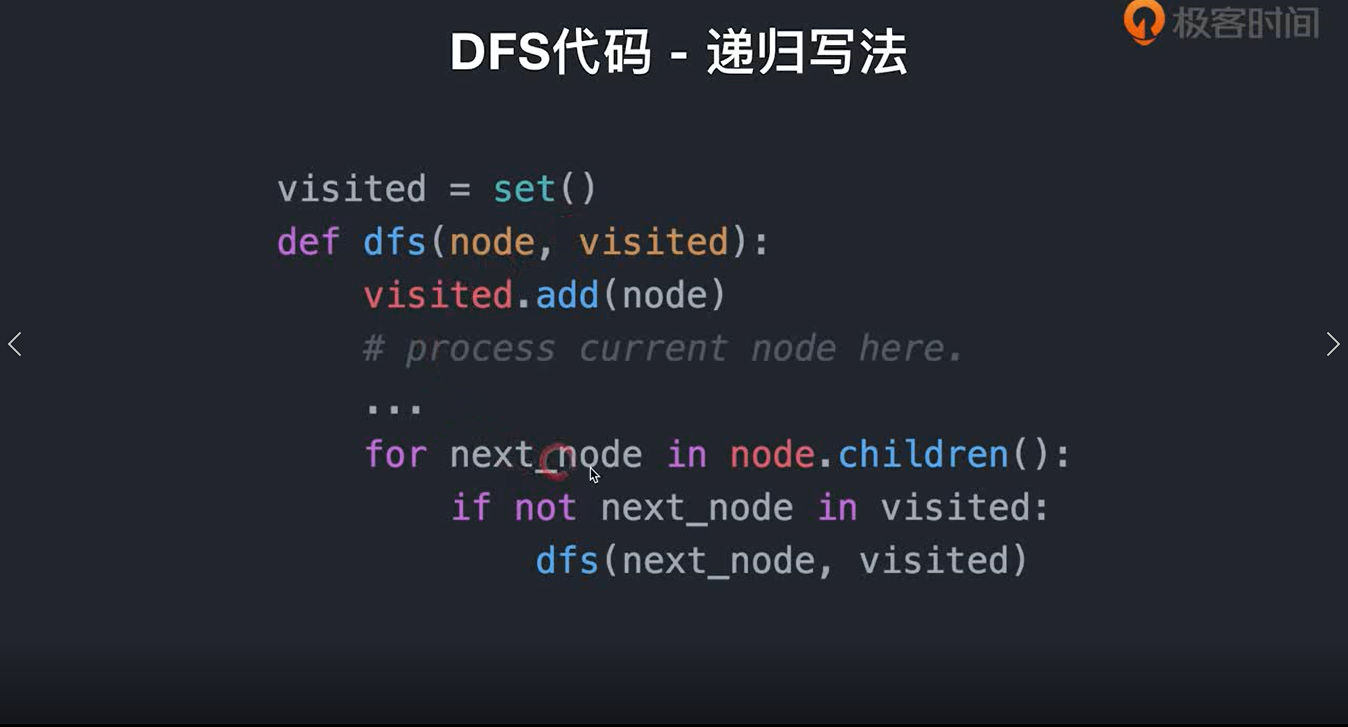 极客时间
DFS代码 - 递归写法
visited = set()
def dfs(node, visited):
    visited.add(node)
    # process current node here.
    ...
    for next_node in node.children():
        if not next_node in visited:
            dfs(next_node, visited)